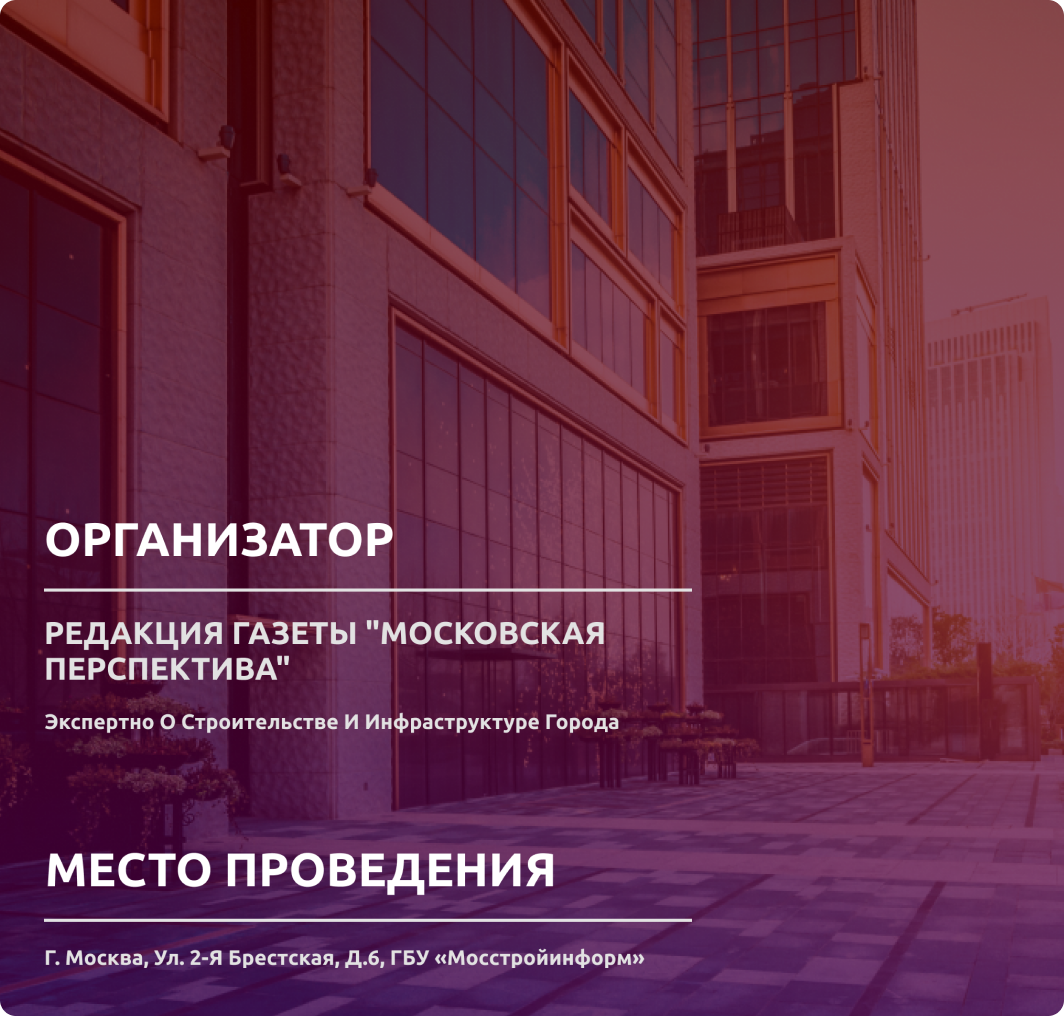 ОРГАНИЗАТОР
РЕДАКЦИЯ ГАЗЕТЫ "МОСКОВСКАЯ
ПЕРСПЕКТИВА"
Экспертно О Строительстве И Инфраструктуре Города
МЕСТО ПРОВЕДЕНИЯ
Г. Москва, Ул. 2-Я Брестская, Д.6, ГБУ «Мосстройинформ»